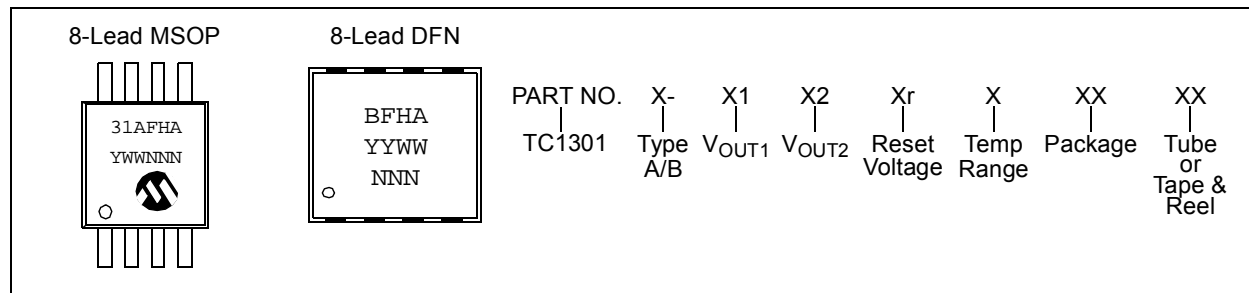 8-Lead MSOP
8-Lead DFN
31AFHA
YWWNNN
BFHA
YYWW
NNN
PART NO. X- X1 X2 Xr X XX XX
TC1301 Type A/B VOUT1 VOUT2 Reset Voltage Temp Range Package Tube or Tape & Reel